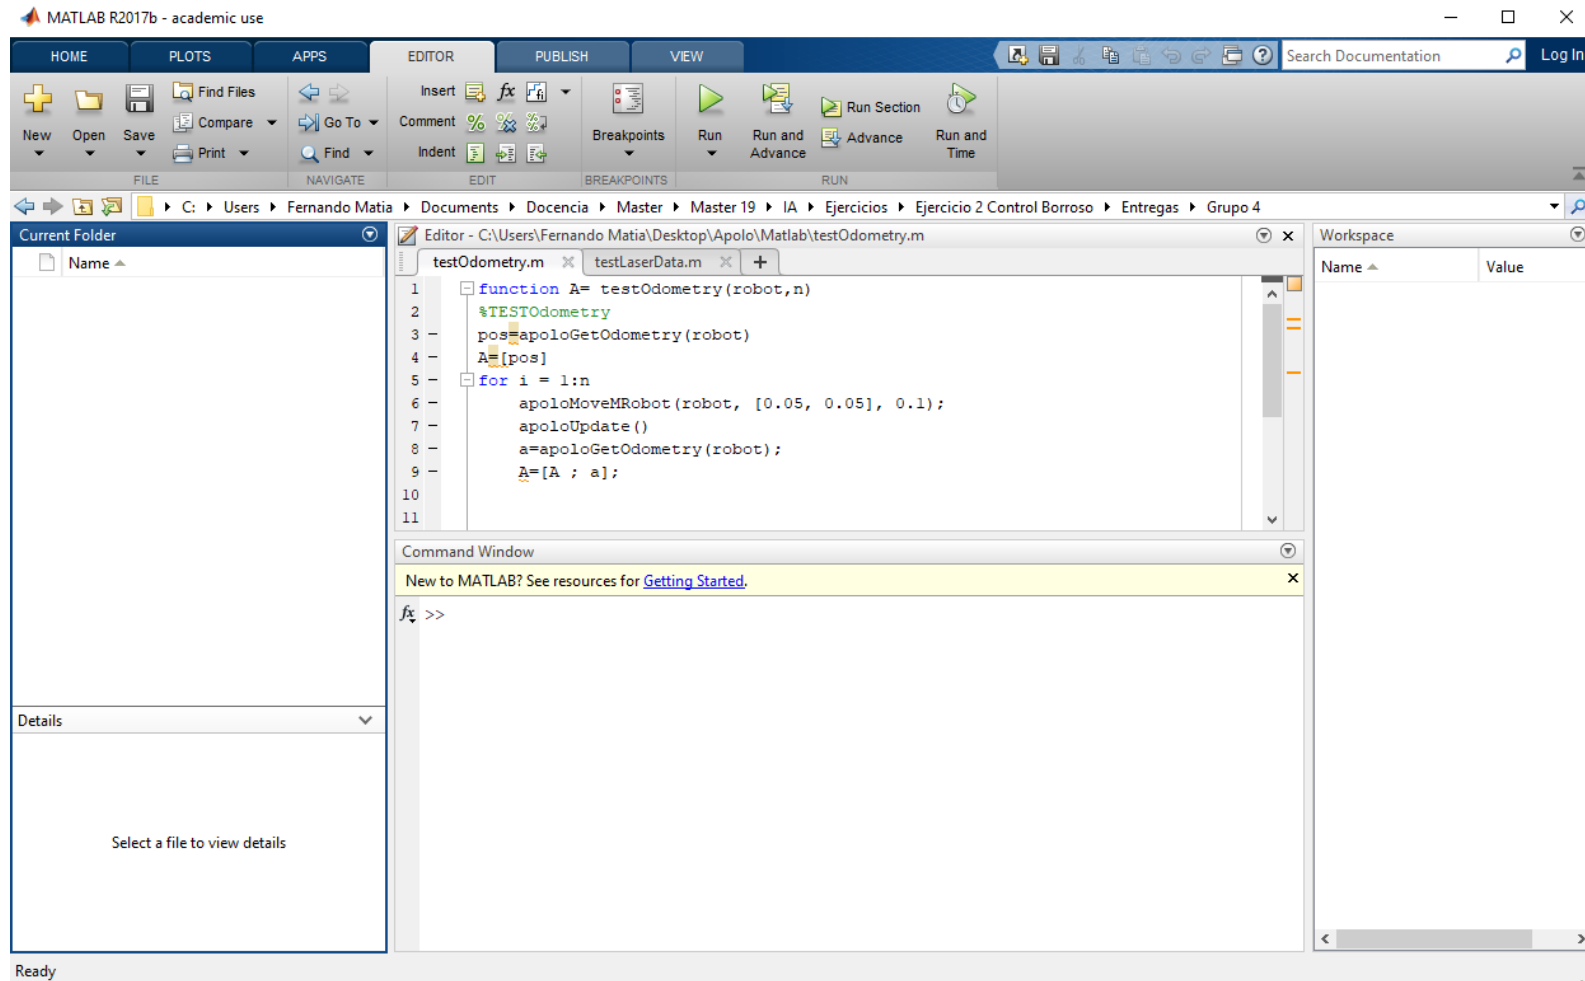 MATLAB R2017b - academic use
HOME PLOTS APPS EDITOR PUBLISH VIEW
Search Documentation
Log In
New
Open
Save
Find Files
Compare
Print
FILE
Go To
Find
NAVIGATE
Insert
Comment
Indent
EDIT
Breakpoints
BREAKPOINTS
Run
Run and Advance
Run Section
Advance
Run and Time
RUN
C: Users Fernando Matia Documents Docencia Master Master 19 IA Ejercicios Ejercicio 2 Control Borroso Entregas Grupo 4
Current Folder
Name
Details
Select a file to view details
Editor - C:\Users\Fernando Matia\Desktop\Apolo\Matlab\testOdometry.m
testOdometry.m testLaserData.m +
1 function A= testOdometry(robot,n)
2 %TESTOdometry
3 – pos=apoloGetOdometry(robot)
4 – A=[pos]
5 – for i = 1:n
6 – apoloMoveMRobot(robot, [0.05, 0.05], 0.1);
7 – apoloUpdate()
8 – a=apoloGetOdometry(robot);
9 – A=[A ; a];
10
11
Command Window
New to MATLAB? See resources for Getting Started.
fx >>
Workspace
Name Value
Ready